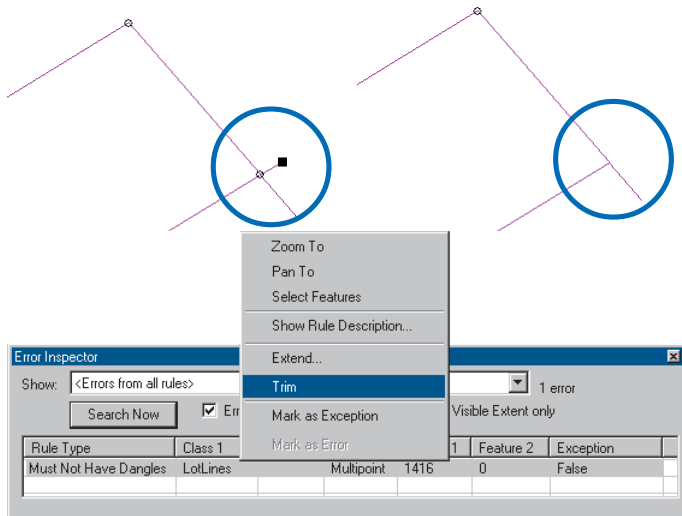 Zoom To
Pan To
Select Features
Show Rule Description...
Extend...
Trim
Mark as Exception
Mark as Error
Error Inspector
Show: <Errors from all rules> 1 error
Search Now Er Visible Extent only
Rule Type Class 1 1 Feature 2 Exception
Must Not Have Dangles LotLines Multipoint 1416 0 False